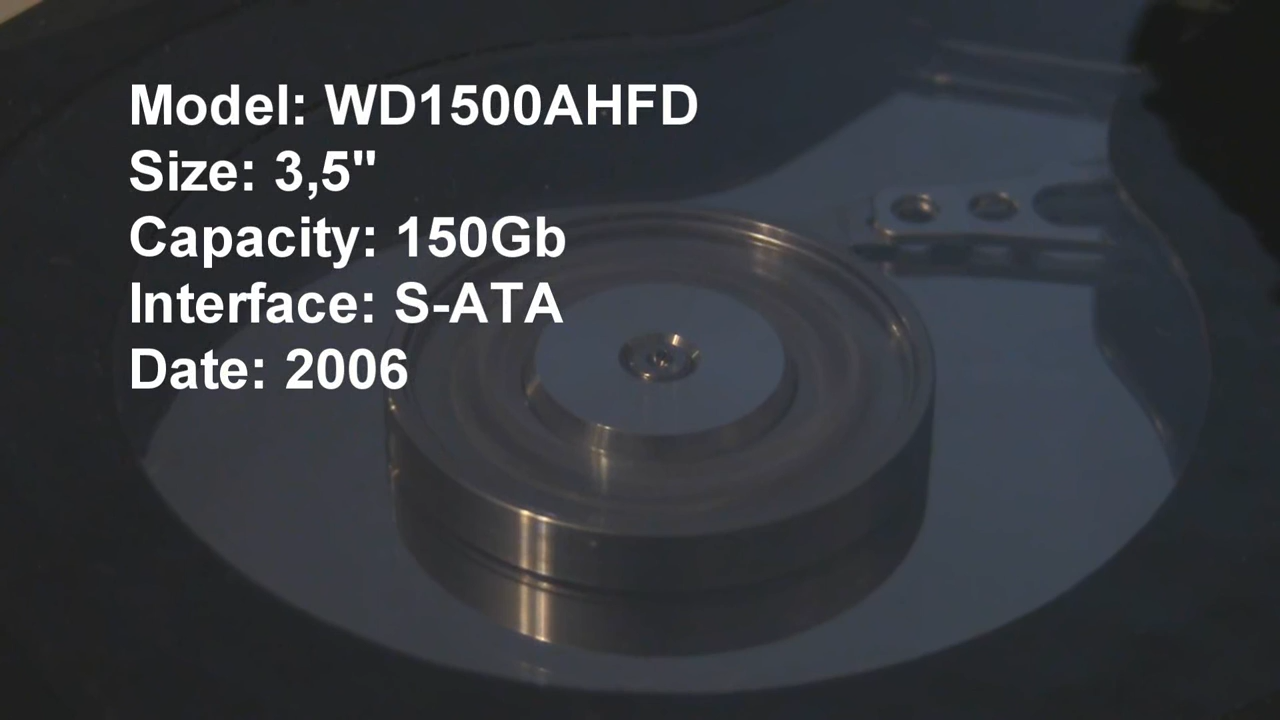 Model: WD1500AHFD
Size: 3,5"
Capacity: 150Gb
Interface: S-ATA
Date: 2006